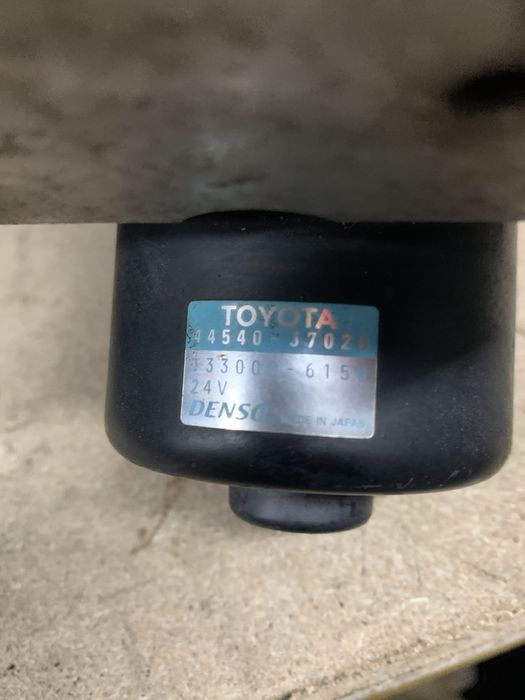 TOYOTA
44540-37020
24V
DENSO MADE IN JAPAN